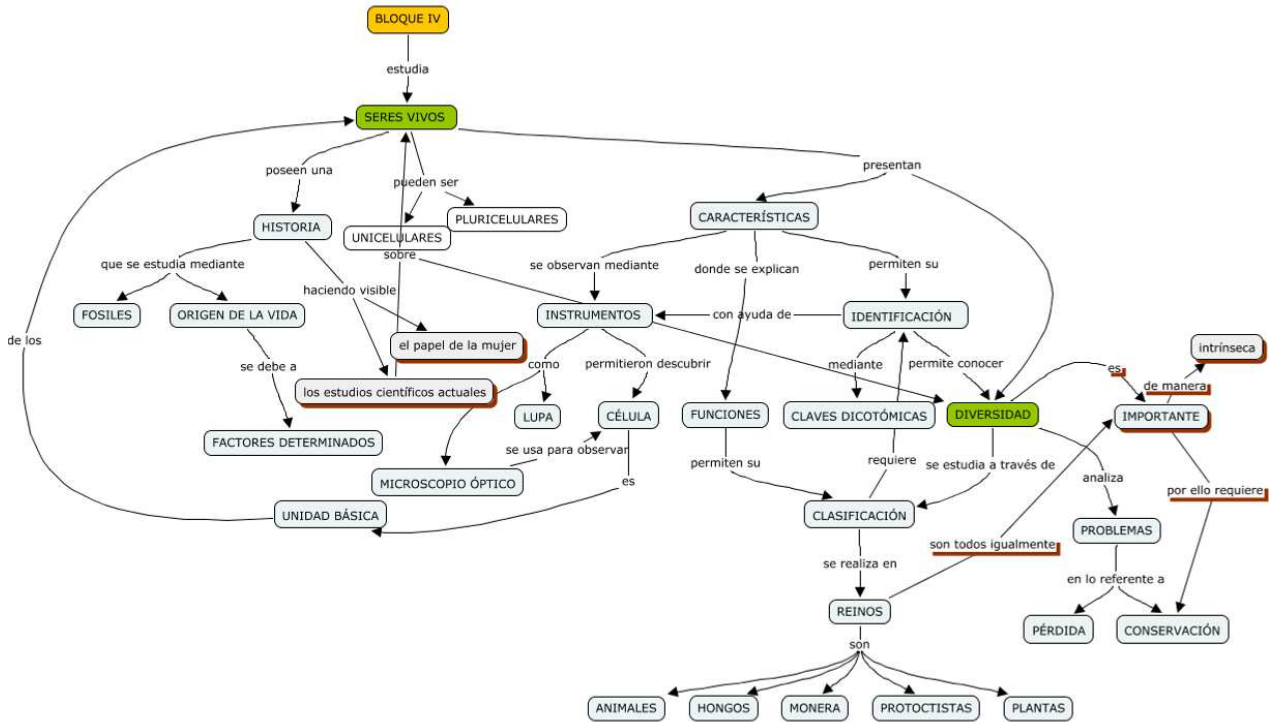 BLOQUE IV
estudia
SERES VIVOS
poseen una
pueden ser
presentan
HISTORIA
UNICELULARES
PLURICELULARES
CARACTERÍSTICAS
sobre
que se estudia mediante
haciendo visible
se observan mediante
donde se explican
permiten su
FOSILES
ORIGEN DE LA VIDA
INSTRUMENTOS
con ayuda de
IDENTIFICACIÓN
de los
el papel de la mujer
intrínseca
se debe a
como
permitieron descubrir
mediante
permite conocer
es
de manera
los estudios científicos actuales
LUPA
CÉLULA
FUNCIONES
CLAVES DICOTÓMICAS
DIVERSIDAD
IMPORTANTE
FACTORES DETERMINADOS
se usa para observar
permiten su
requiere
se estudia a través de
analiza
MICROSCOPIO ÓPTICO
es
por ello requiere
UNIDAD BÁSICA
CLASIFICACIÓN
PROBLEMAS
son todos igualmente
se realiza en
en lo referente a
REINOS
PÉRDIDA
CONSERVACIÓN
son
ANIMALES
HONGOS
MONERA
PROTOCTISTAS
PLANTAS